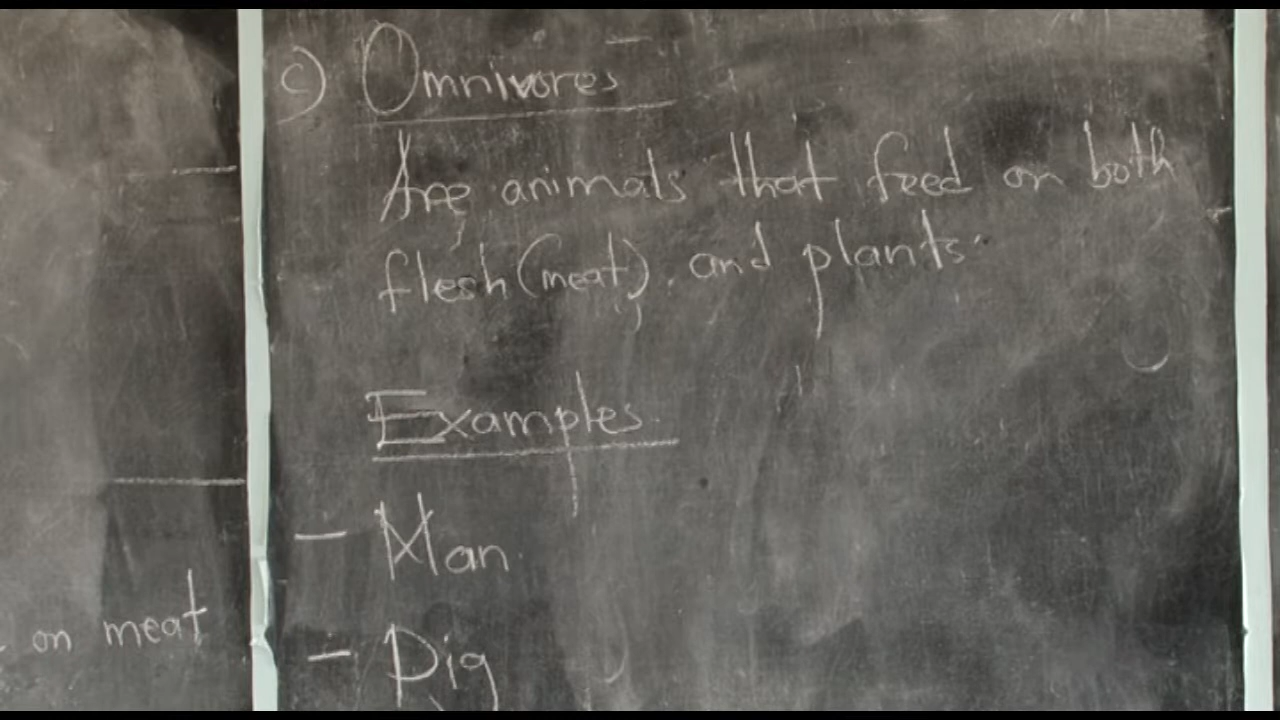 c) Omnivores
Are animals that feed on both
flesh (meat), and plants.
Examples.
- Man.
- Pig
on meat